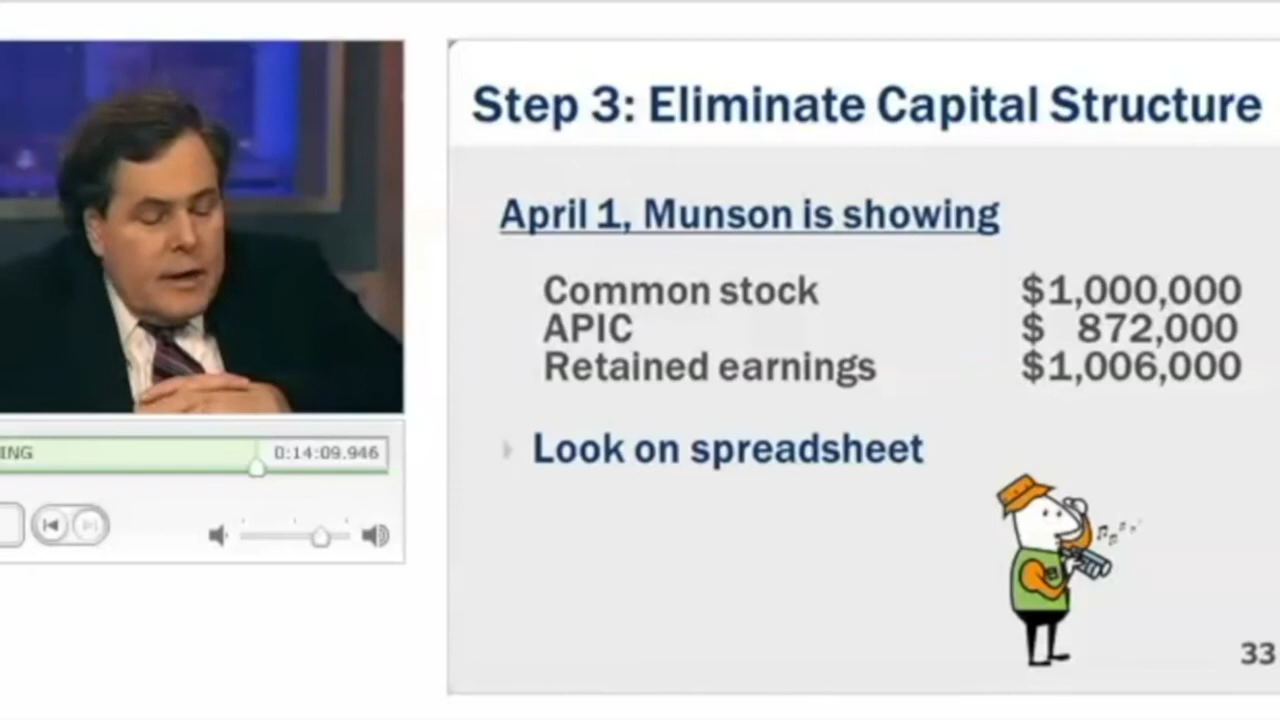 Step 3: Eliminate Capital Structure
April 1, Munson is showing
Common stock $1,000,000
APIC $ 872,000
Retained earnings $1,006,000
Look on spreadsheet
ING 0:14:09.946
33